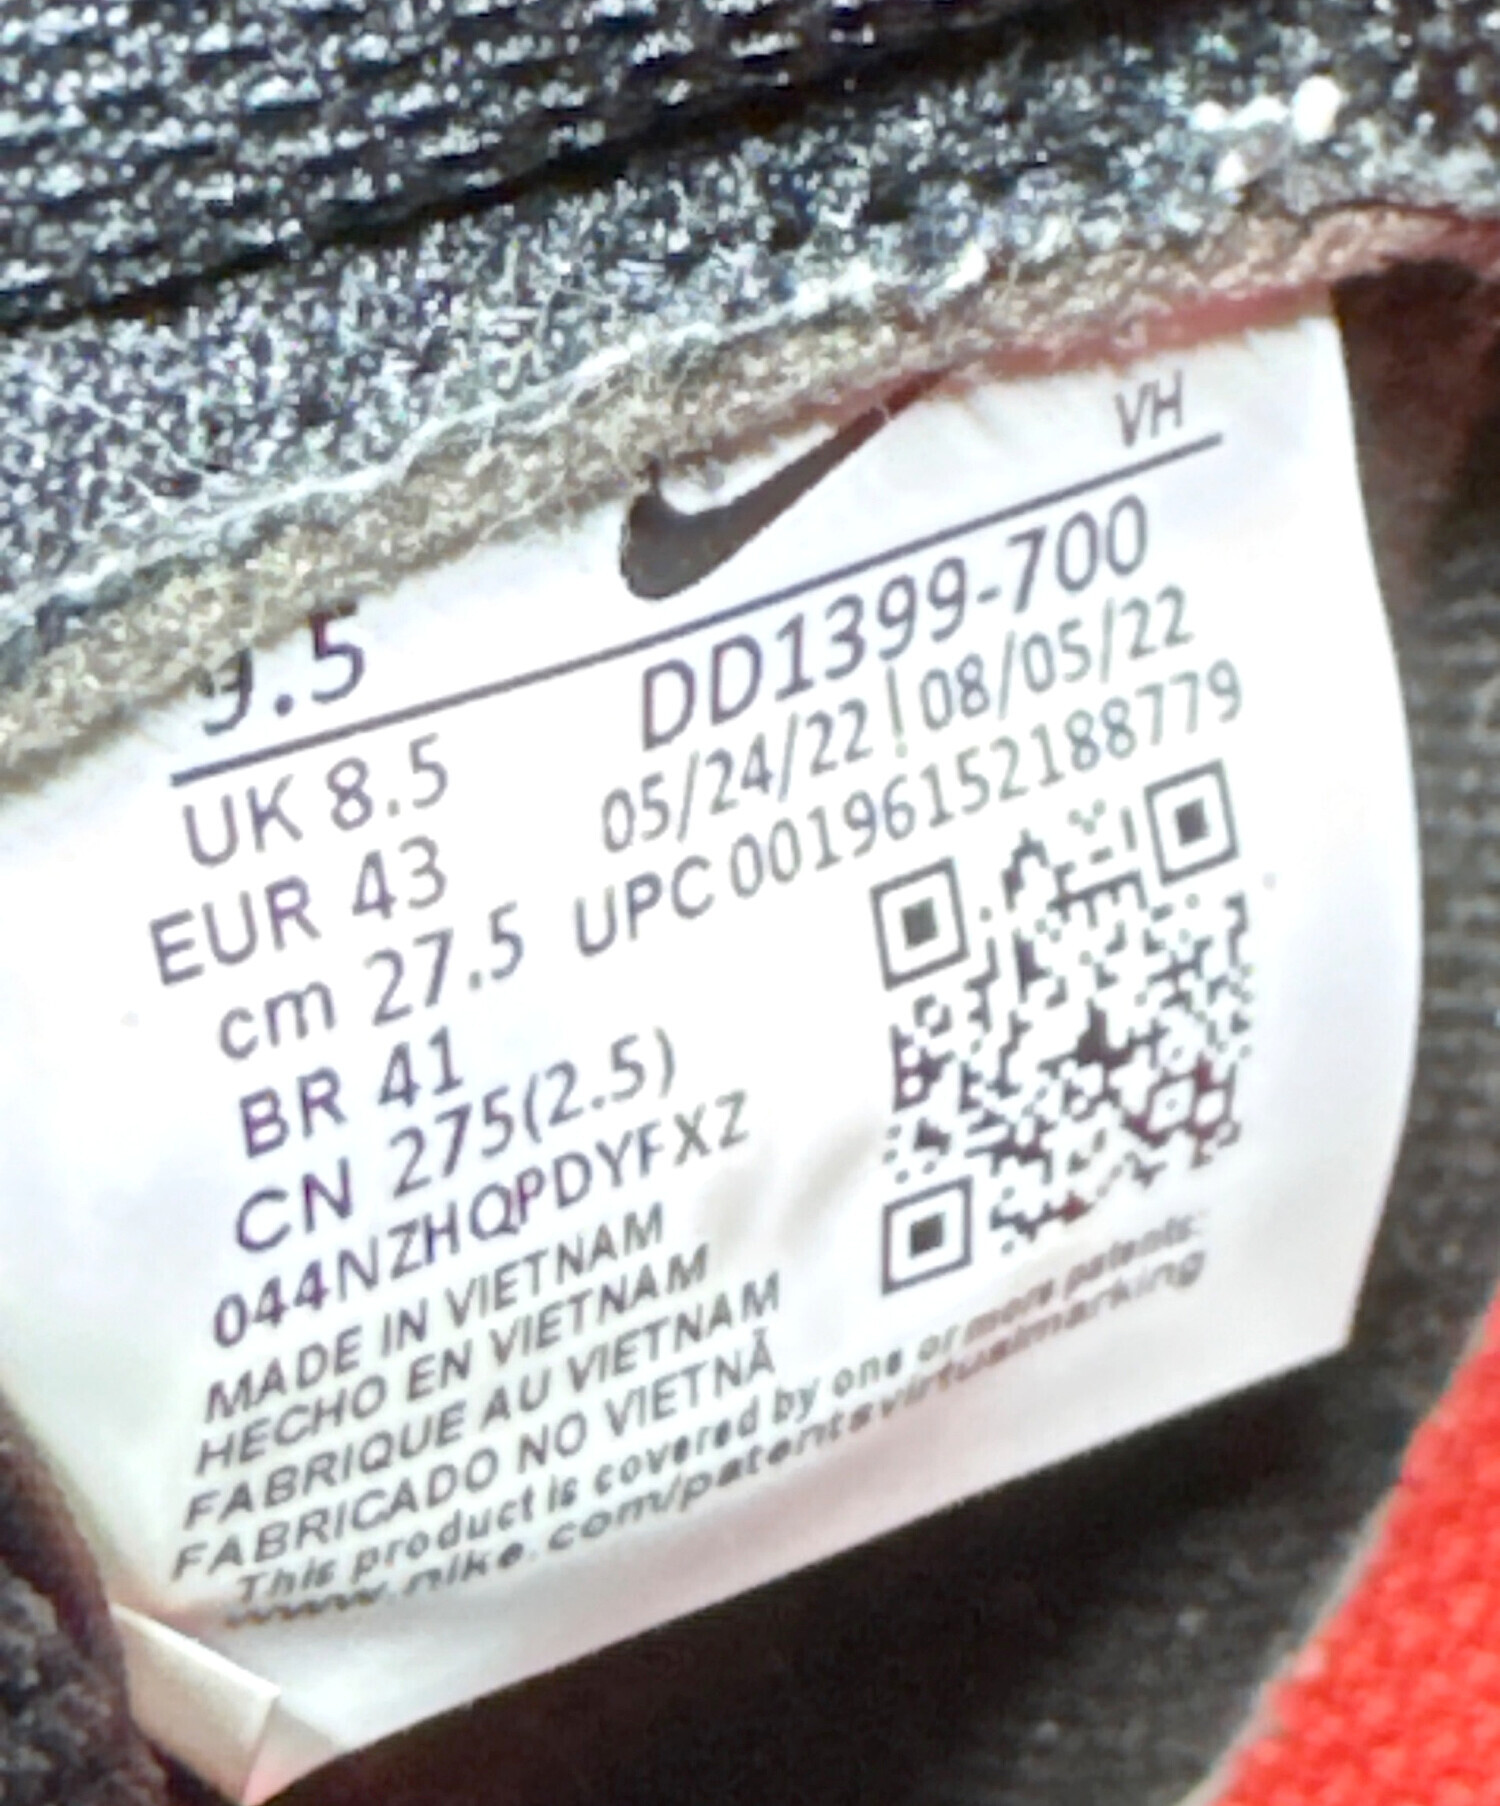 VH
9.5
DD1399-700
UK 8.5
05/24/22 | 08/05/22
EUR 43
UPC 00196152188779
cm 27.5
BR 41
CN 275(2.5)
044NZHQPDYFXZ
MADE IN VIETNAM
HECHO EN VIETNAM
FABRIQUE AU VIETNAM
FABRICADO NO VIETNÃ
This product is covered by one or more patents:
www.nike.com/patentsvirtualmarking